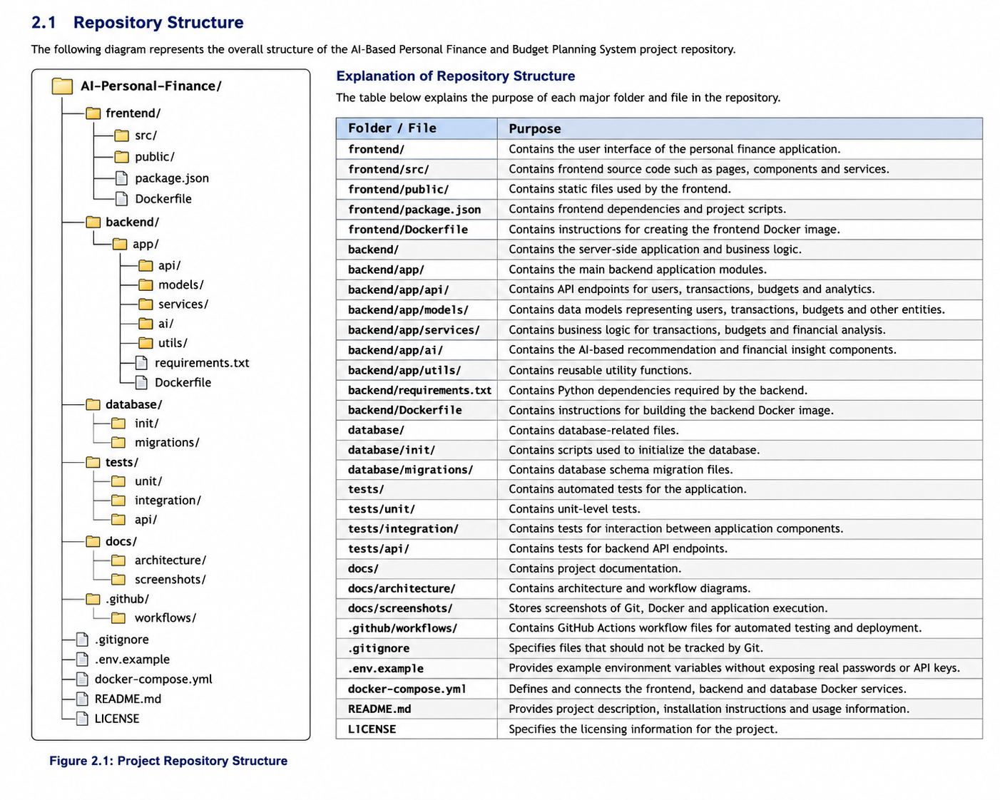 2.1 Repository Structure
The following diagram represents the overall structure of the AI-Based Personal Finance and Budget Planning System project repository.
AI-Personal-Finance/
frentend/
src/
public/
package.json
Dockerfile
backend/
app/
api/
models/
services/
ai/
utils/
requirements.txt
Dockerfile
database/
init/
migrations/
tests/
unit/
integration/
api/
docs/
architecture/
screenshots/
.github/
workflows/
.gitignore
.env.example
docker-compose.yml
README.md
LICENSE
Figure 2.1: Project Repository Structure
Explanation of Repository Structure
The table below explains the purpose of each major folder and file in the repository.
Folder / File Purpose
frontend/ Contains the user interface of the personal finance application.
frontend/src/ Contains frontend source code such as pages, components and services.
frontend/public/ Contains static files used by the frontend.
frontend/package.json Contains frontend dependencies and project scripts.
frontend/Dockerfile Contains instructions for creating the frontend Docker image.
backend/ Contains the server-side application and business logic.
backend/app/ Contains the main backend application modules.
backend/app/api/ Contains API endpoints for users, transactions, budgets and analytics.
backend/app/models/ Contains data models representing users, transactions, budgets and other entities.
backend/app/services/ Contains business logic for transactions, budgets and financial analysis.
backend/app/ai/ Contains the AI-based recommendation and financial insight components.
backend/app/utils/ Contains reusable utility functions.
backend/requirements.txt Contains Python dependencies required by the backend.
backend/Dockerfile Contains instructions for building the backend Docker image.
database/ Contains database-related files.
database/init/ Contains scripts used to initialize the database.
database/migrations/ Contains database schema migration files.
tests/ Contains automated tests for the application.
tests/unit/ Contains unit-level tests.
tests/integration/ Contains tests for interaction between application components.
tests/api/ Contains tests for backend API endpoints.
docs/ Contains project documentation.
docs/architecture/ Contains architecture and workflow diagrams.
docs/screenshots/ Stores screenshots of Git, Docker and application execution.
.github/workflows/ Contains GitHub Actions workflow files for automated testing and deployment.
.gitignore Specifies files that should not be tracked by Git.
.env.example Provides example environment variables without exposing real passwords or API keys.
docker-compose.yml Defines and connects the frontend, backend and database Docker services.
README.md Provides project description, installation instructions and usage information.
LICENSE Specifies the licensing information for the project.